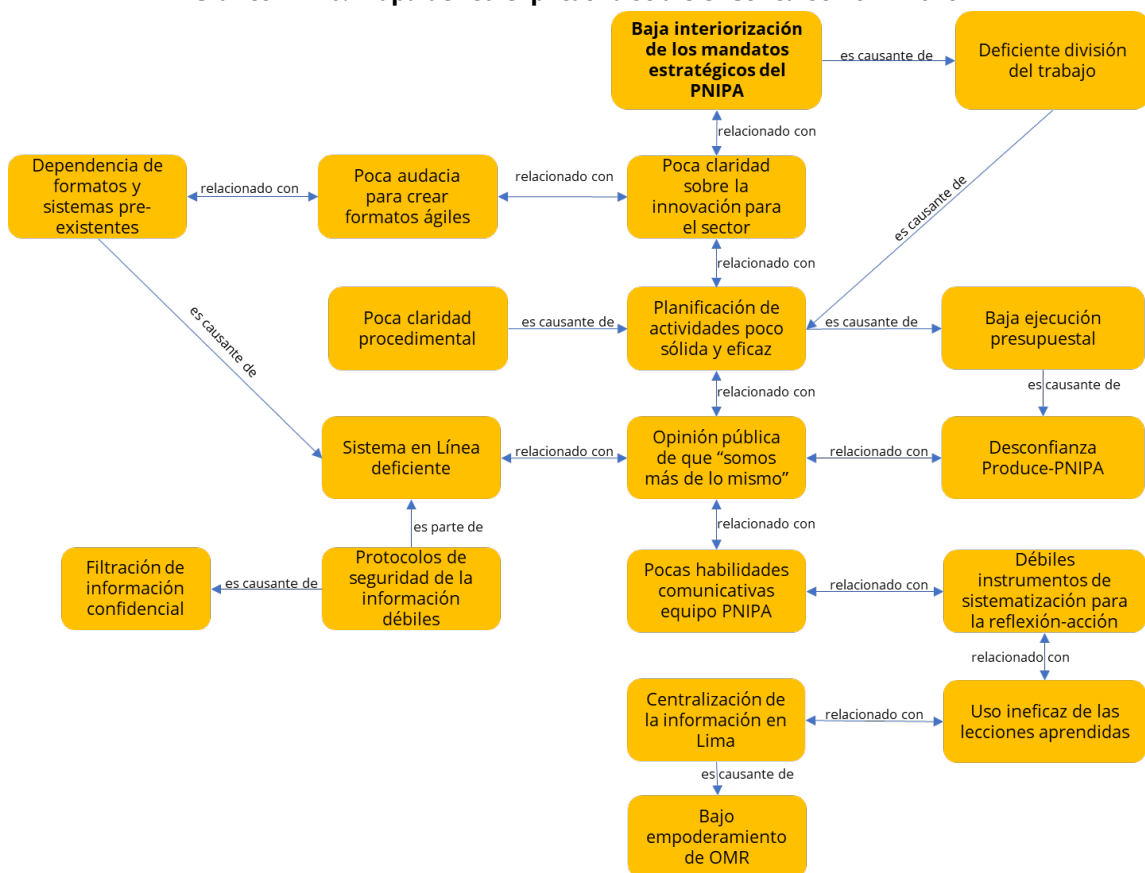 Baja interiorización
de los mandatos
estratégicos del
PNIPA
es causante de
Deficiente división
del trabajo
relacionado con
Dependencia de
formatos y
sistemas pre-
existentes
relacionado con
Poca audacia
para crear
formatos ágiles
relacionado con
Poca claridad
sobre la
innovación para
el sector
es causante de
relacionado con
es causante de
Poca claridad
procedimental
es causante de
Planificación de
actividades poco
sólida y eficaz
es causante de
Baja ejecución
presupuestal
relacionado con
es causante de
Sistema en Línea
deficiente
relacionado con
Opinión pública
de que “somos
más de lo mismo”
relacionado con
Desconfianza
Produce-PNIPA
es parte de
relacionado con
Filtración de
información
confidencial
es causante de
Protocolos de
seguridad de la
información
débiles
Pocas habilidades
comunicativas
equipo PNIPA
relacionado con
Débiles
instrumentos de
sistematización para
la reflexión-acción
relacionado con
Centralización de
la información en
Lima
relacionado con
Uso ineficaz de las
lecciones aprendidas
es causante de
Bajo
empoderamiento
de OMR